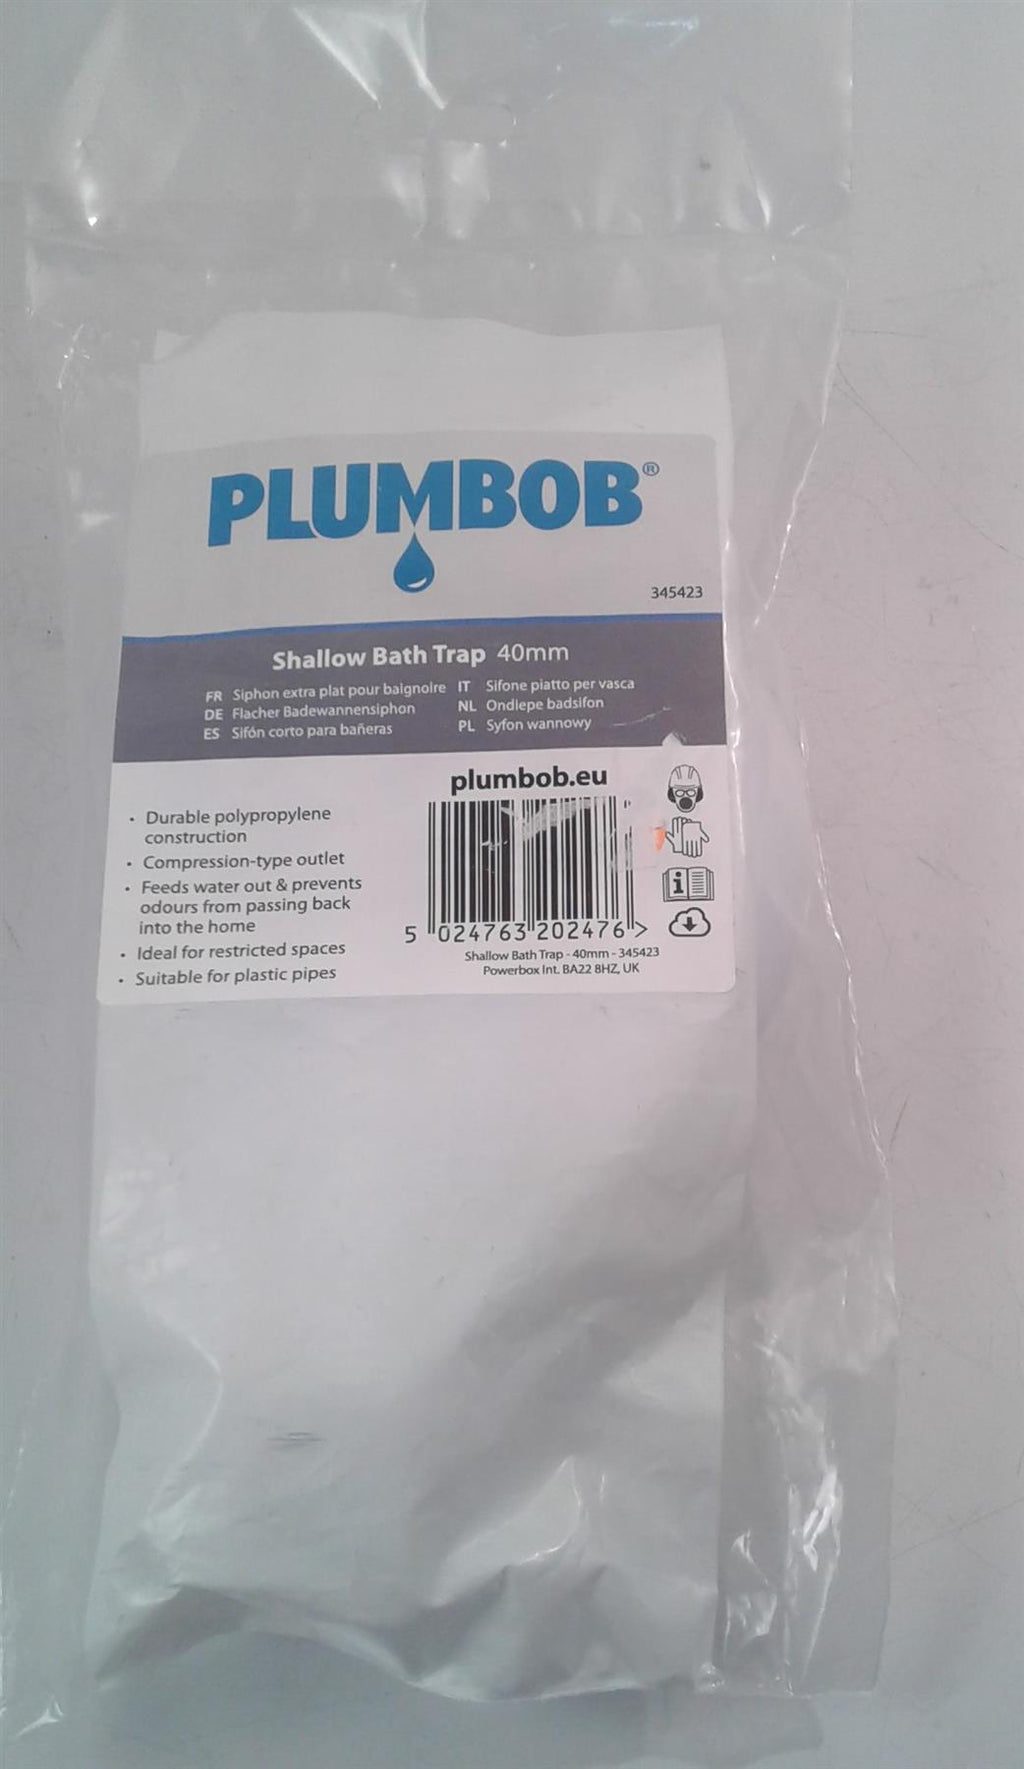 PLUMBOB®
345423
Shallow Bath Trap 40mm
FR Siphon extra plat pour baignoire
DE Flacher Badewannensiphon
ES Sifón corto para bañeras
IT Sifone piatto per vasca
NL Ondiepe badsifon
PL Syfon wannowy
plumbob.eu
• Durable polypropylene
construction
• Compression-type outlet
• Feeds water out & prevents
odours from passing back
into the home
• Ideal for restricted spaces
• Suitable for plastic pipes
5 024763 202476 >
Shallow Bath Trap - 40mm - 345423
Powerbox Int. BA22 8HZ, UK